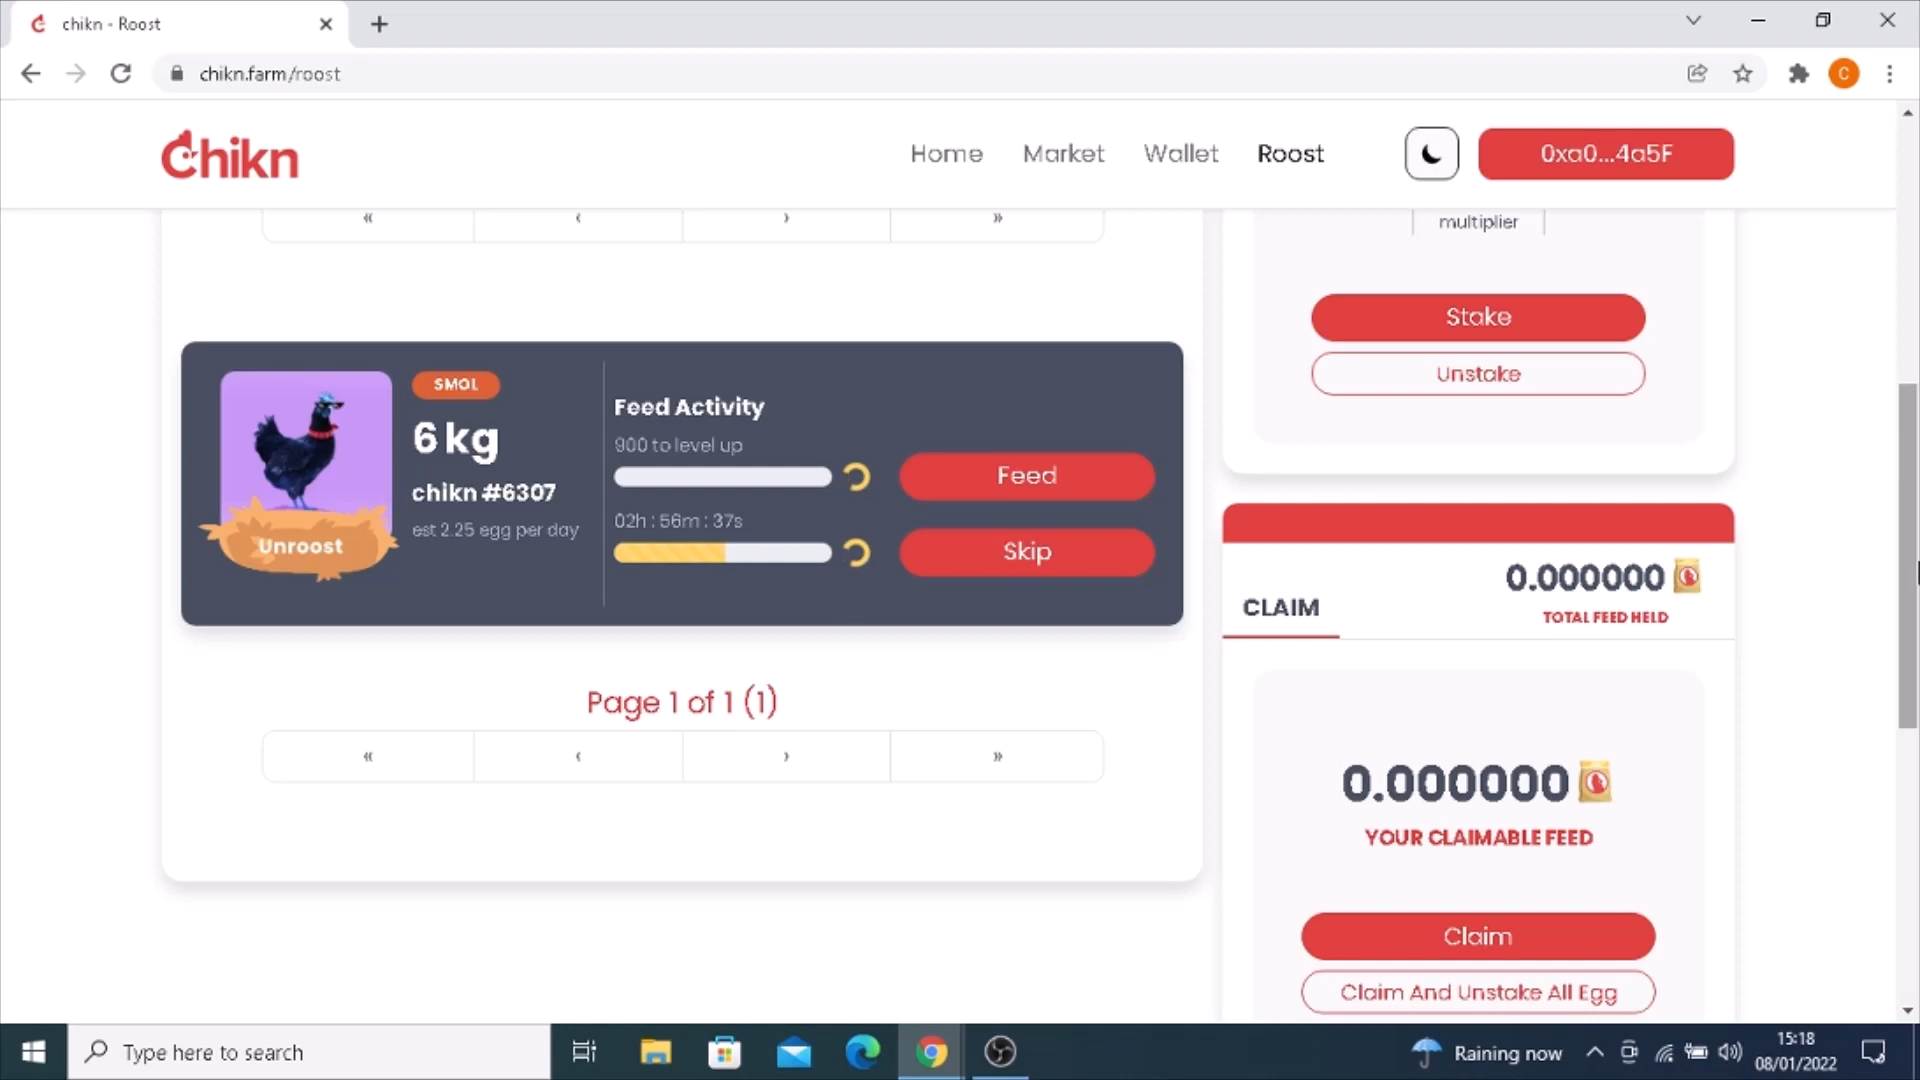 chikn - Roost
chikn.farm/roost
C
Chikn
Home
Market
Wallet
Roost
0xa0...4a5F
« ‹ › »
multiplier
Stake
Unstake
SMOL
6 kg
chikn #6307
est 2.25 egg per day
Unroost
Feed Activity
900 to level up
Feed
02h : 56m : 37s
Skip
Page 1 of 1 (1)
« ‹ › »
CLAIM
0.000000
TOTAL FEED HELD
0.000000
YOUR CLAIMABLE FEED
Claim
Claim And Unstake All Egg
Type here to search
Raining now
15:18
08/01/2022